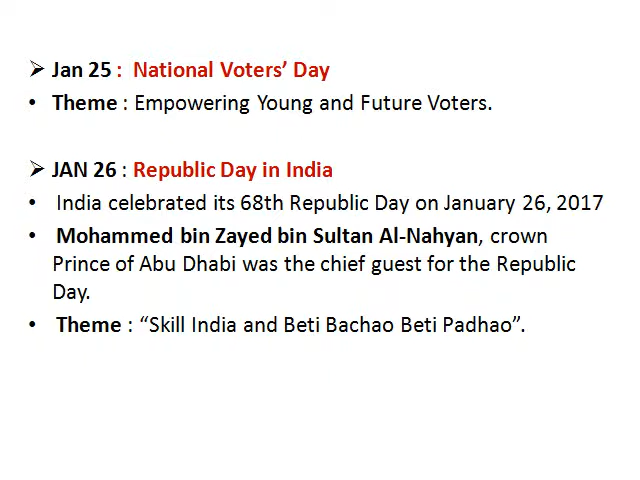 ➢ Jan 25 : National Voters’ Day
• Theme : Empowering Young and Future Voters.
➢ JAN 26 : Republic Day in India
• India celebrated its 68th Republic Day on January 26, 2017
• Mohammed bin Zayed bin Sultan Al-Nahyan, crown
Prince of Abu Dhabi was the chief guest for the Republic
Day.
• Theme : “Skill India and Beti Bachao Beti Padhao”.